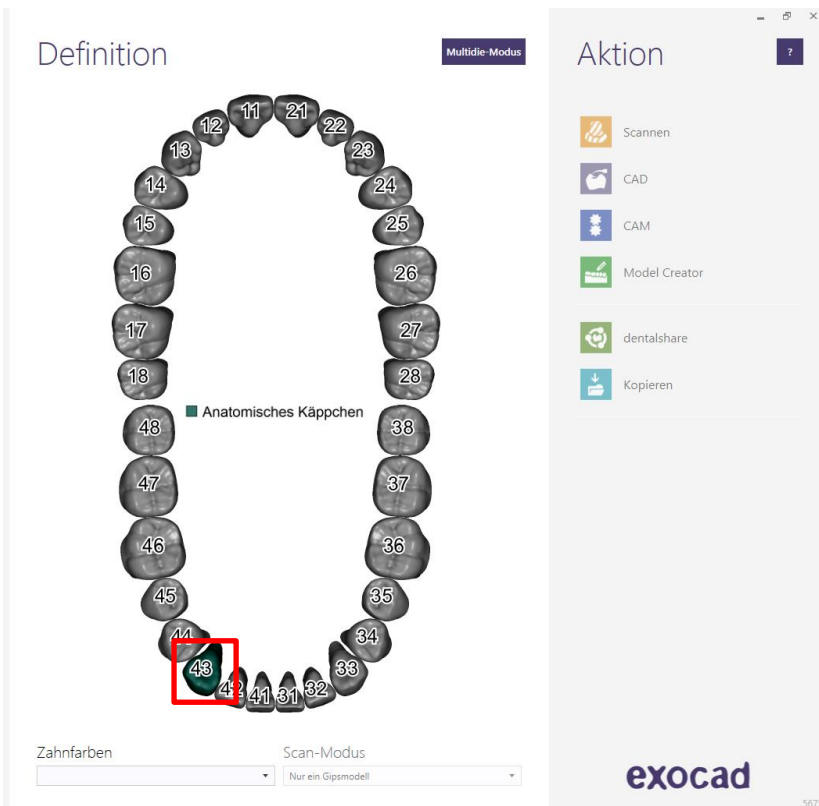 Definition
Multidie-Modus
Aktion
?
11 21
12 22
13 23
14 24
15 25
16 26
17 27
18 28
Anatomisches Käppchen
48 38
47 37
46 36
45 35
44 34
43 33
42 41 31 32
Scannen
CAD
CAM
Model Creator
dentalshare
Kopieren
Zahnfarben
Scan-Modus
Nur ein Gipsmodell
exocad